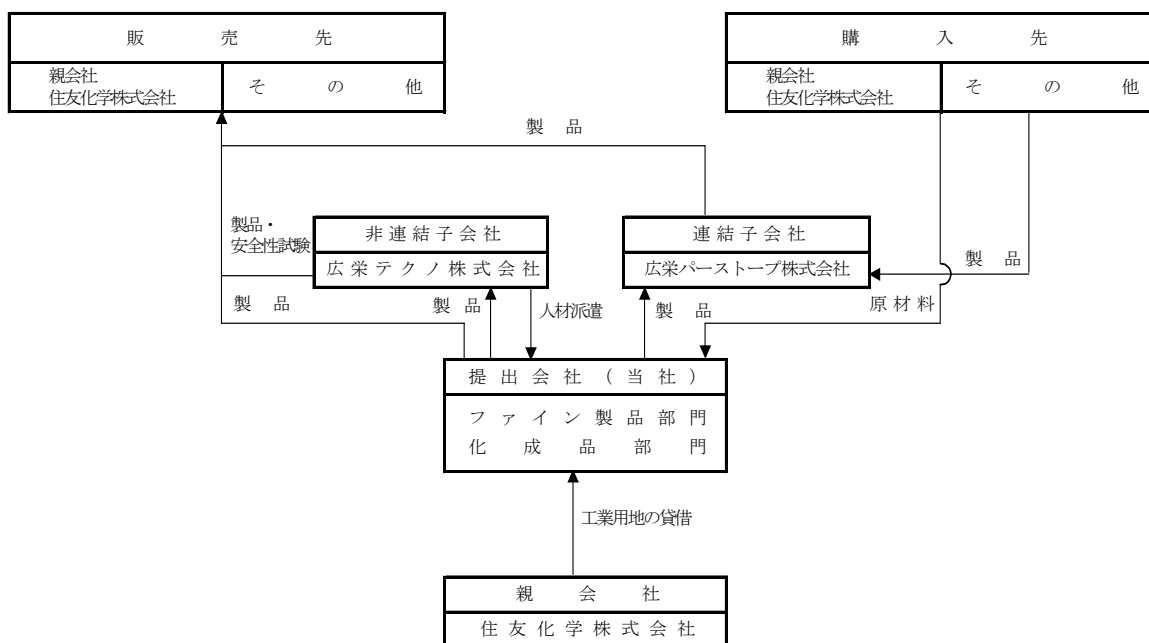 販売先
親会社
住友化学株式会社
その他
購入先
親会社
住友化学株式会社
その他
製品
製品・
安全性試験
非連結子会社
広栄テクノ株式会社
連結子会社
広栄パーストープ株式会社
製品
製品
製品
人材派遣
製品
原材料
提出会社(当社)
ファイン製品部門
化成品部門
工業用地の貸借
親会社
住友化学株式会社